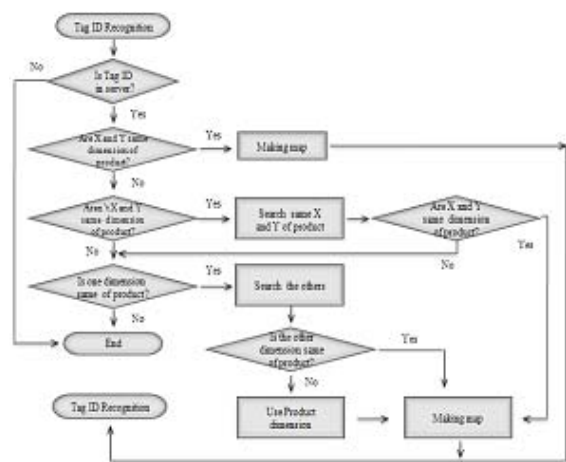 Tag ID Recognition
No
Is Tag ID
in server?
Yes
Are X and Y same
dimension of
product?
Yes
Making map
No
X and Y
same dimension
of product?
Yes
Search same X
and Y of product
Are X and Y
same dimension
of product?
No
No
Yes
Is one dimension
same of product?
Yes
Search the others
No
End
Is the other
dimension same
of product?
Yes
No
Tag ID Recognition
Use Product
dimension
Making map